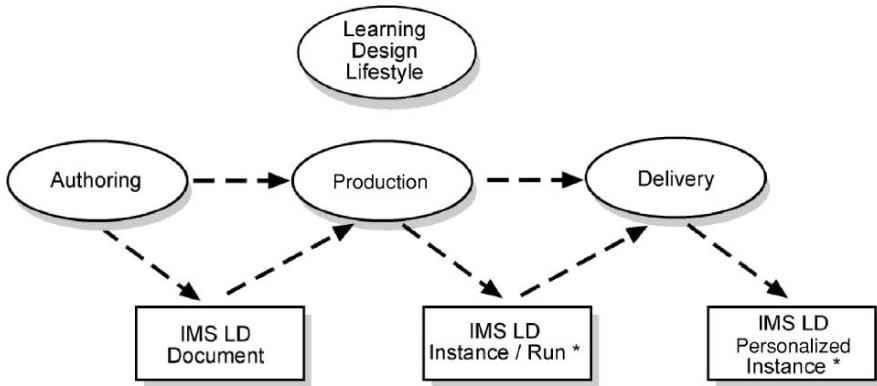 Learning
Design
Lifestyle
Authoring
Production
Delivery
IMS LD
Document
IMS LD
Instance / Run *
IMS LD
Personalized
Instance *